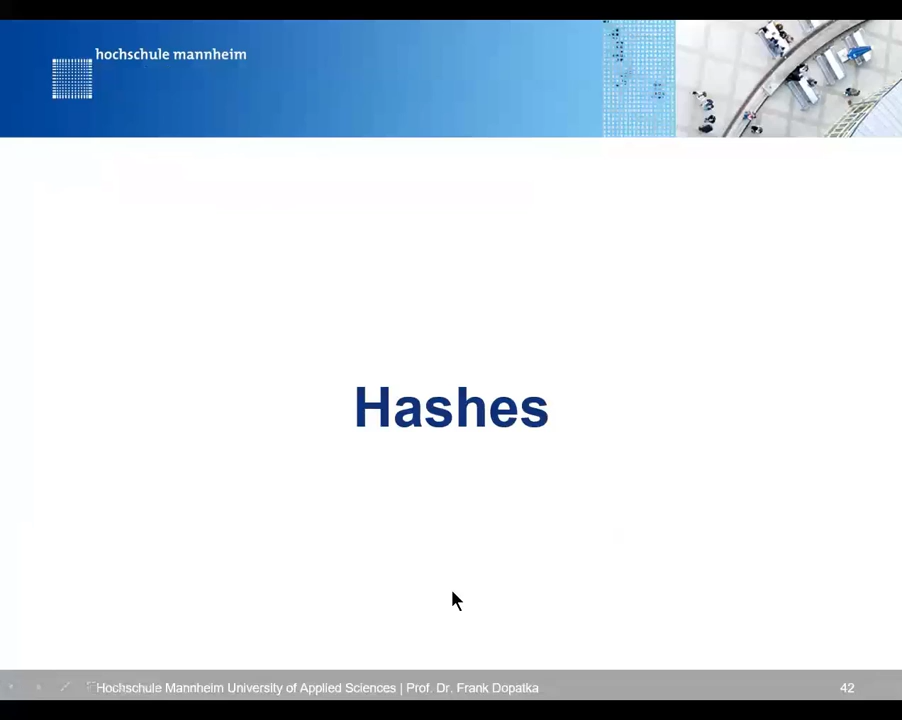 hochschule mannheim
Hashes
Hochschule Mannheim University of Applied Sciences | Prof. Dr. Frank Dopatka
42